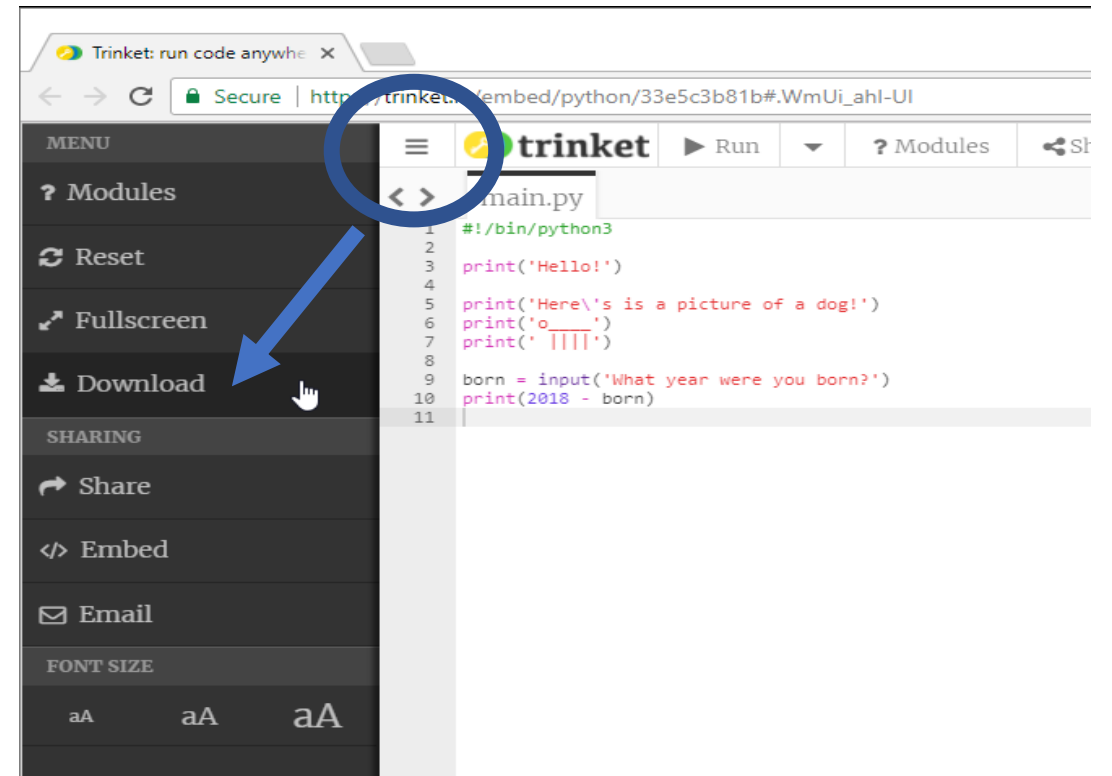 Trinket: run code anywhe
Secure | http trinket. /embed/python/33e5c3b81b#.WmUi_ahI-UI
MENU
? Modules
Reset
Fullscreen
Download
SHARING
Share
</> Embed
Email
FONT SIZE
aA aA aA
trinket Run ? Modules Sh
< > main.py
1 #!/bin/python3
2
3 print('Hello!')
4
5 print('Here\'s is a picture of a dog!')
6 print('o____')
7 print(' ||||')
8
9 born = input('What year were you born?')
10 print(2018 - born)
11